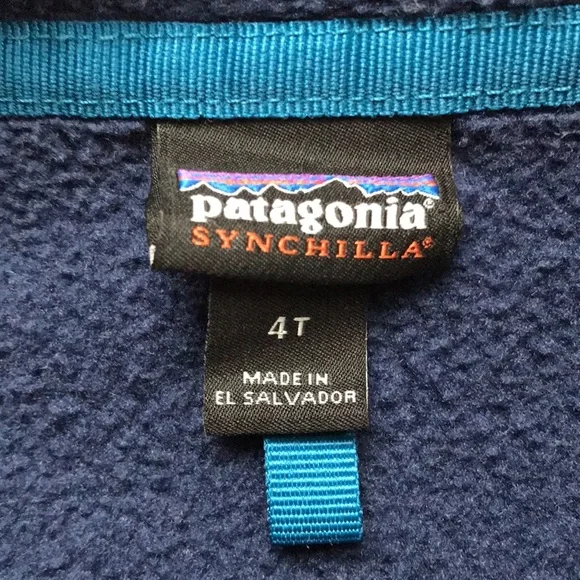 patagonia®
SYNCHILLA®
4T
MADE IN
EL SALVADOR